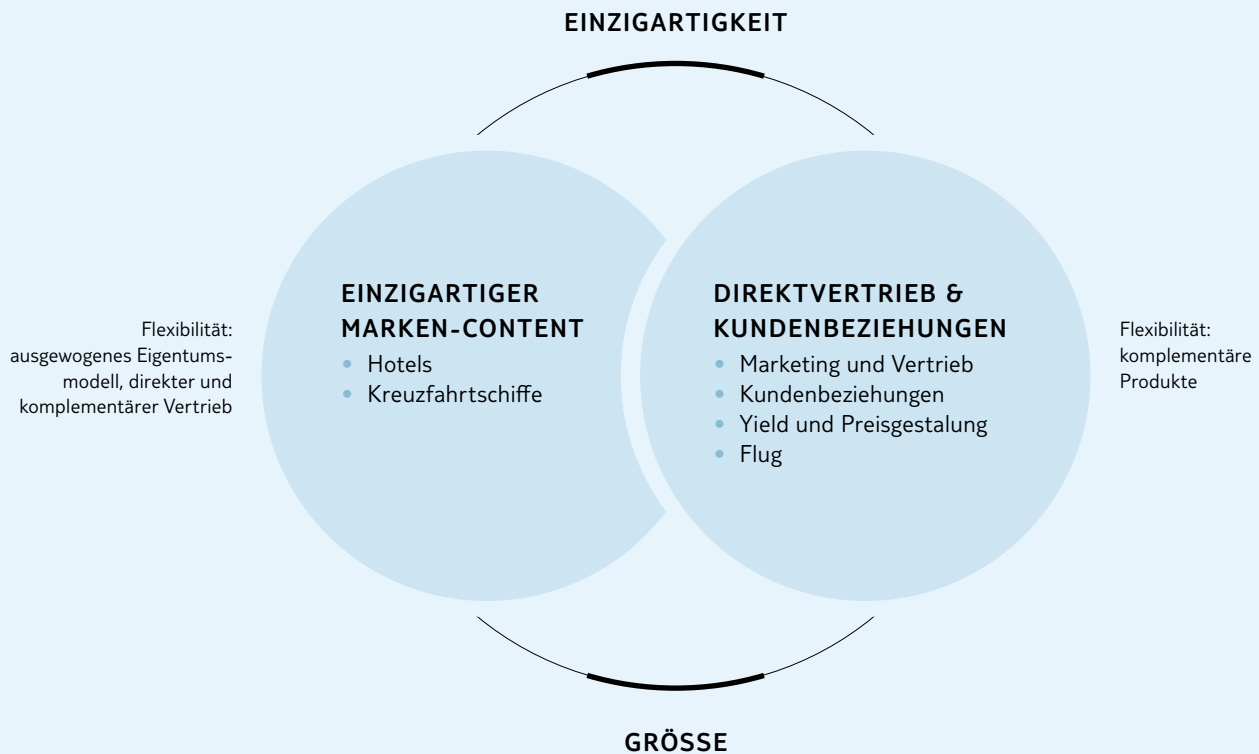 EINZIGARTIGKEIT
Flexibilität:
ausgewogenes Eigentums-
modell, direkter und
komplementärer Vertrieb
EINZIGARTIGER
MARKEN-CONTENT
• Hotels
• Kreuzfahrtschiffe
DIREKTVERTRIEB &
KUNDENBEZIEHUNGEN
• Marketing und Vertrieb
• Kundenbeziehungen
• Yield und Preisgestalung
• Flug
Flexibilität:
komplementäre
Produkte
GRÖSSE